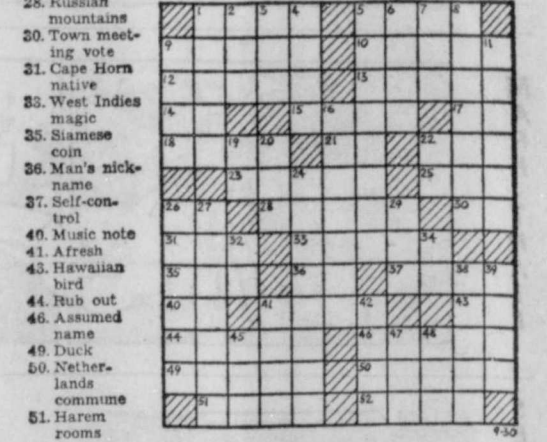 28. Russian
mountains
30. Town meet-
ing vote
31. Cape Horn
native
33. West Indies
magic
35. Siamese
coin
36. Man's nick-
name
37. Self-con-
trol
40. Music note
41. Afresh
43. Hawaiian
bird
44. Rub out
46. Assumed
name
49. Duck
50. Nether-
lands
commune
51. Harem
rooms
1 2 3 4 5 6 7 8
9 10 11
12 13
14 15 16 17
18 19 20 21 22
23 24 25
26 27 28 29 30
31 32 33 34
35 36 37 38 39
40 41 42 43
44 45 46 47 48
49 50
51 52
9-30